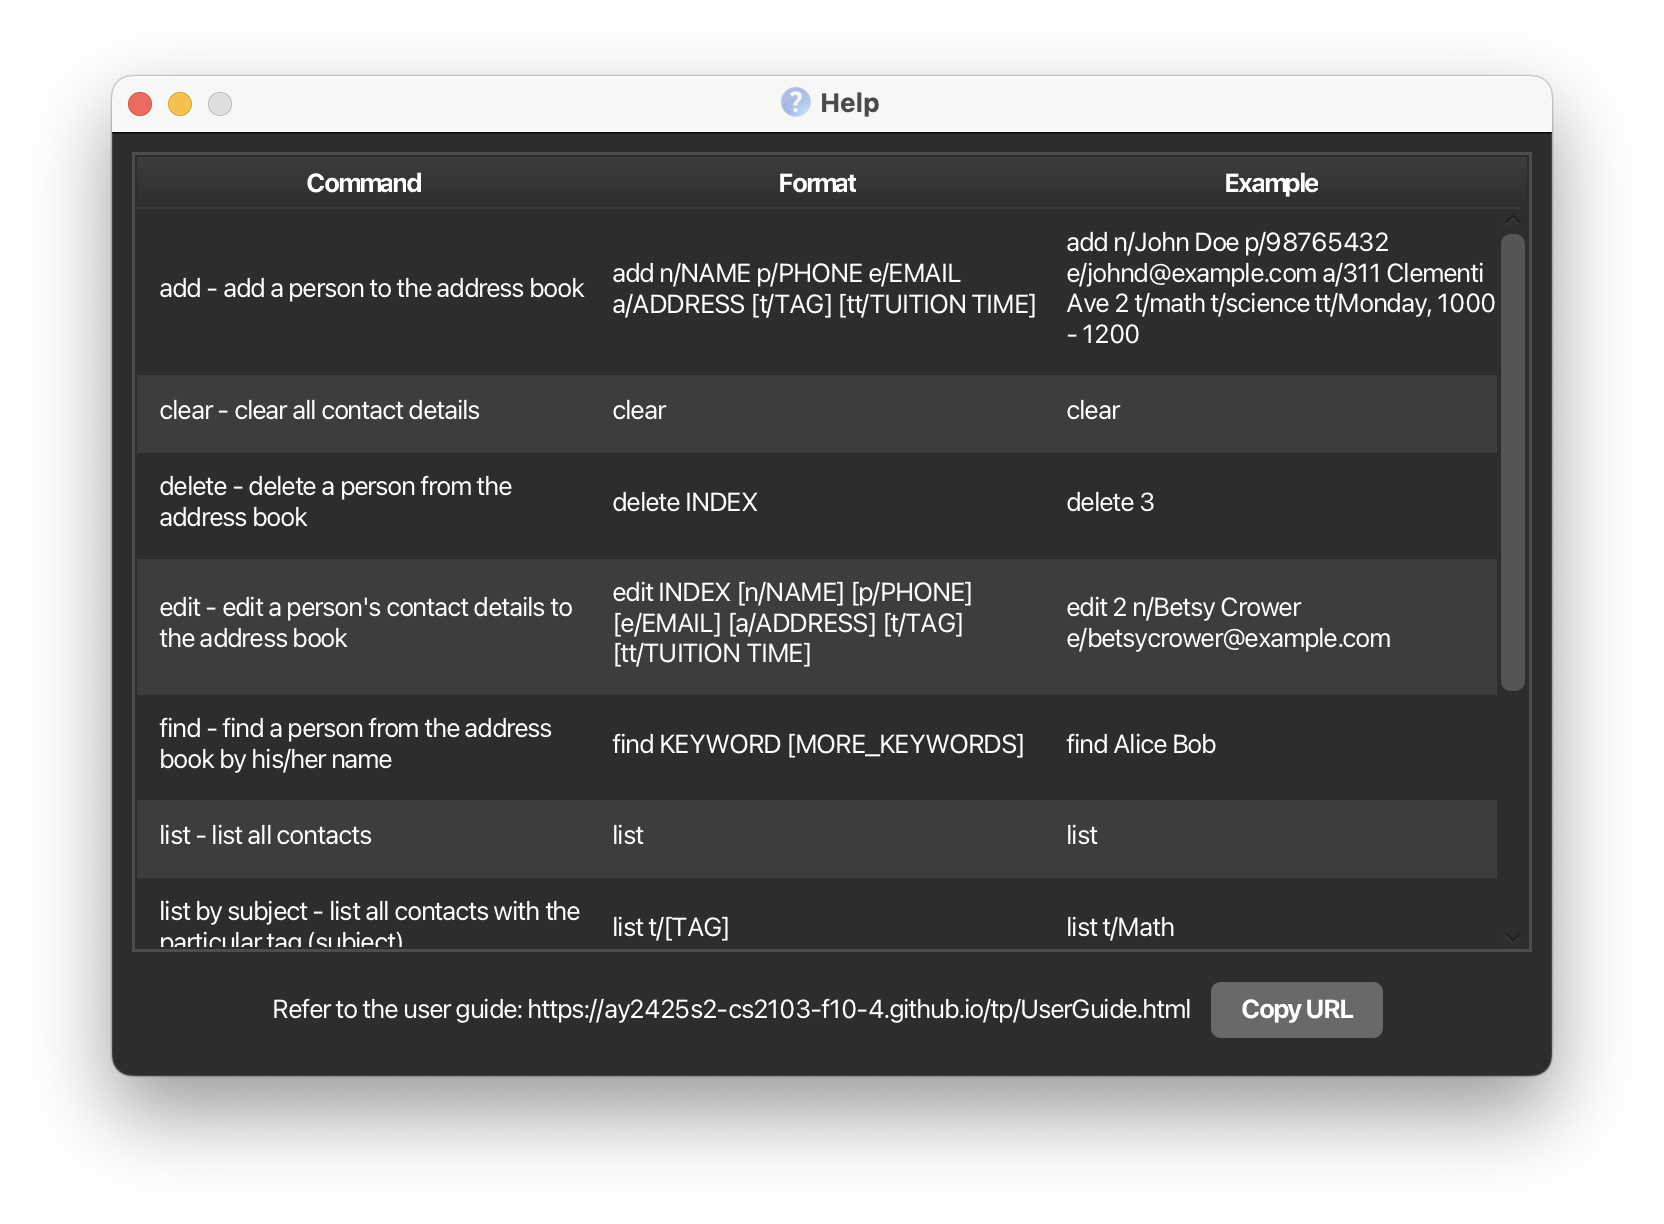 Help
Command Format Example
add - add a person to the address book
add n/NAME p/PHONE e/EMAIL
a/ADDRESS [t/TAG] [tt/TUITION TIME]
add n/John Doe p/98765432
e/johnd@example.com a/311 Clementi
Ave 2 t/math t/science tt/Monday, 1000
- 1200
clear - clear all contact details
clear
clear
delete - delete a person from the
address book
delete INDEX
delete 3
edit - edit a person's contact details to
the address book
edit INDEX [n/NAME] [p/PHONE]
[e/EMAIL] [a/ADDRESS] [t/TAG]
[tt/TUITION TIME]
edit 2 n/Betsy Crower
e/betsycrower@example.com
find - find a person from the address
book by his/her name
find KEYWORD [MORE_KEYWORDS]
find Alice Bob
list - list all contacts
list
list
list by subject - list all contacts with the
particular tag (subject)
list t/[TAG]
list t/Math
Refer to the user guide: https://ay2425s2-cs2103-f10-4.github.io/tp/UserGuide.html
Copy URL